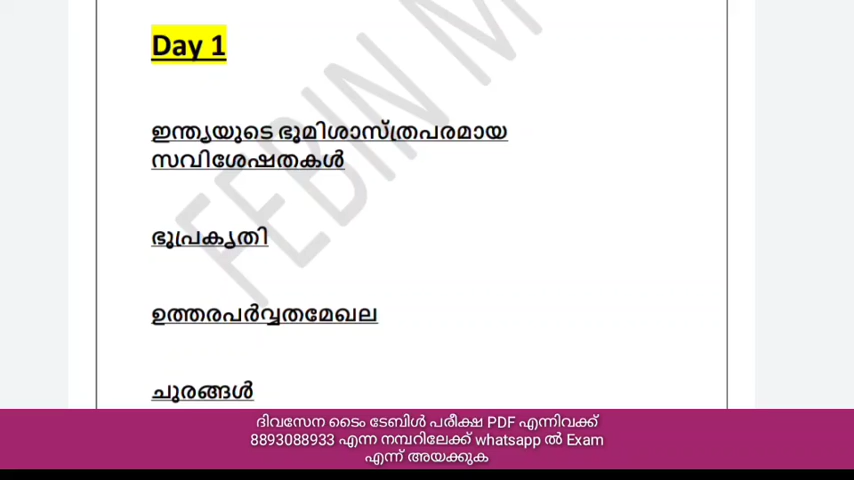 Day 1
ഇന്ത്യയുടെ ഭൂമിശാസ്ത്രപരമായ
സവിശേഷതകൾ
ഭൂപ്രകൃതി
ഉത്തരപർവ്വതമേഖല
ചുരങ്ങൾ
FEBIN M
ദിവസേന ടൈം ടേബിൾ പരീക്ഷ PDF എന്നിവക്ക്
8893088933 എന്ന നമ്പറിലേക്ക് whatsapp ൽ Exam
എന്ന് അയക്കുക